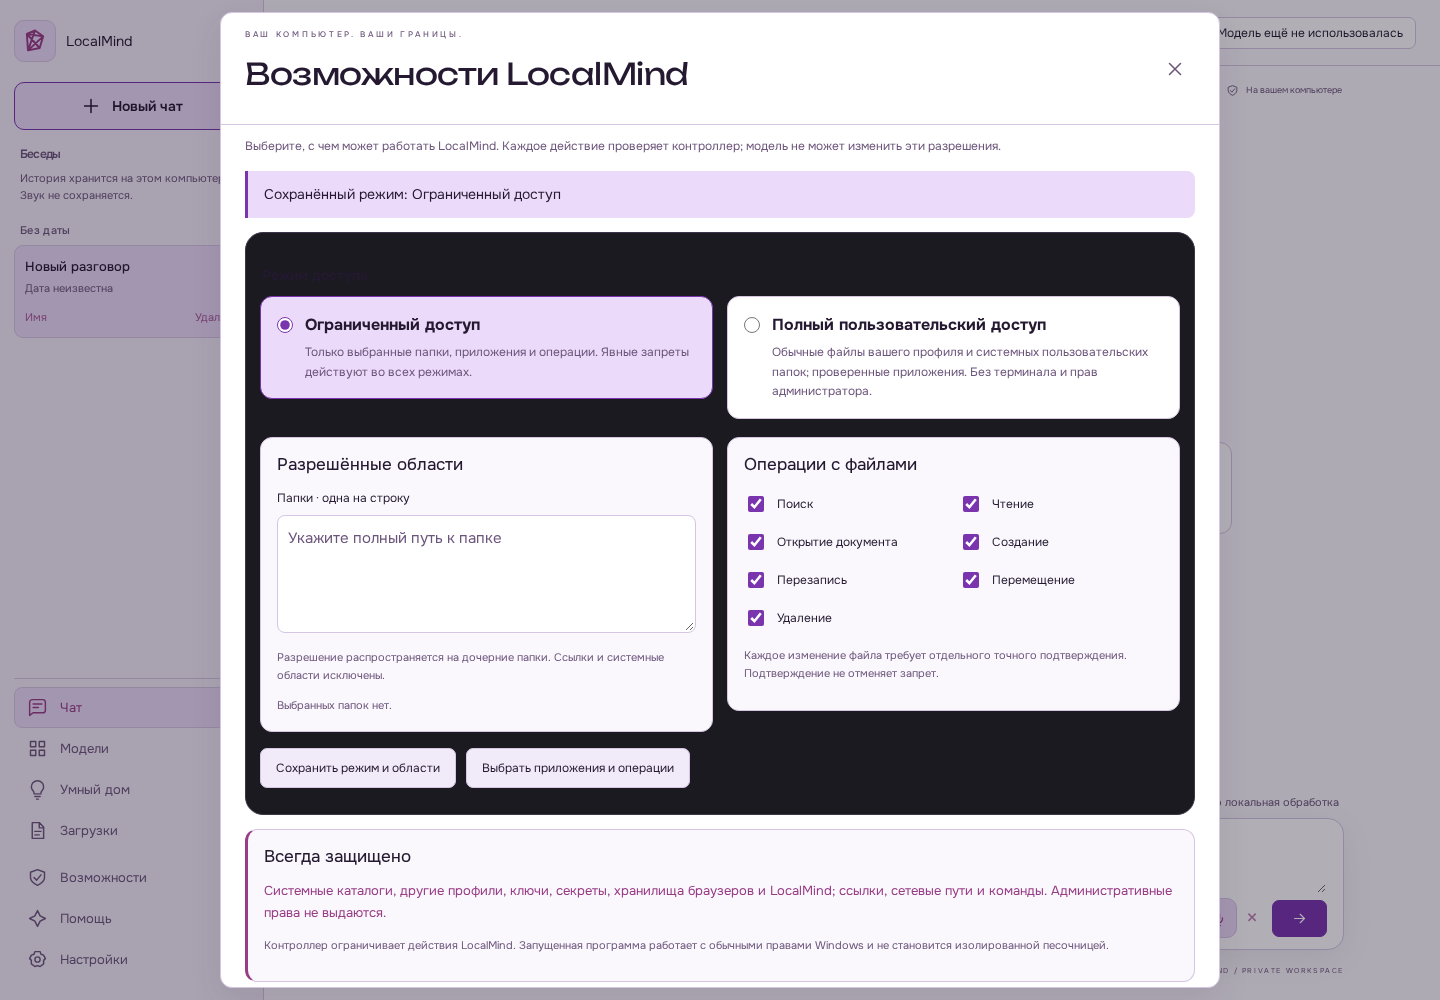 LocalMind
Новый чат
Беседы
История хранится на этом компьютер
Звук не сохраняется.
Без даты
Новый разговор
Дата неизвестна
Имя
Удал
Чат
Модели
Умный дом
Загрузки
Возможности
Помощь
Настройки
ВАШ КОМПЬЮТЕР. ВАШИ ГРАНИЦЫ.
Возможности LocalMind
Выберите, с чем может работать LocalMind. Каждое действие проверяет контроллер; модель не может изменить эти разрешения.
Сохранённый режим: Ограниченный доступ
Ограниченный доступ
Только выбранные папки, приложения и операции. Явные запреты
действуют во всех режимах.
Полный пользовательский доступ
Обычные файлы вашего профиля и системных пользовательских
папок; проверенные приложения. Без терминала и прав
администратора.
Разрешённые области
Папки · одна на строку
Укажите полный путь к папке
Разрешение распространяется на дочерние папки. Ссылки и системные
области исключены.
Выбранных папок нет.
Операции с файлами
Поиск
Чтение
Открытие документа
Создание
Перезапись
Перемещение
Удаление
Каждое изменение файла требует отдельного точного подтверждения.
Подтверждение не отменяет запрет.
Сохранить режим и области
Выбрать приложения и операции
Всегда защищено
Системные каталоги, другие профили, ключи, секреты, хранилища браузеров и LocalMind; ссылки, сетевые пути и команды. Административные
права не выдаются.
Контроллер ограничивает действия LocalMind. Запущенная программа работает с обычными правами Windows и не становится изолированной песочницей.
Модель ещё не использовалась
На вашем компьютере
локальная обработка
ND / PRIVATE WORKSPACE